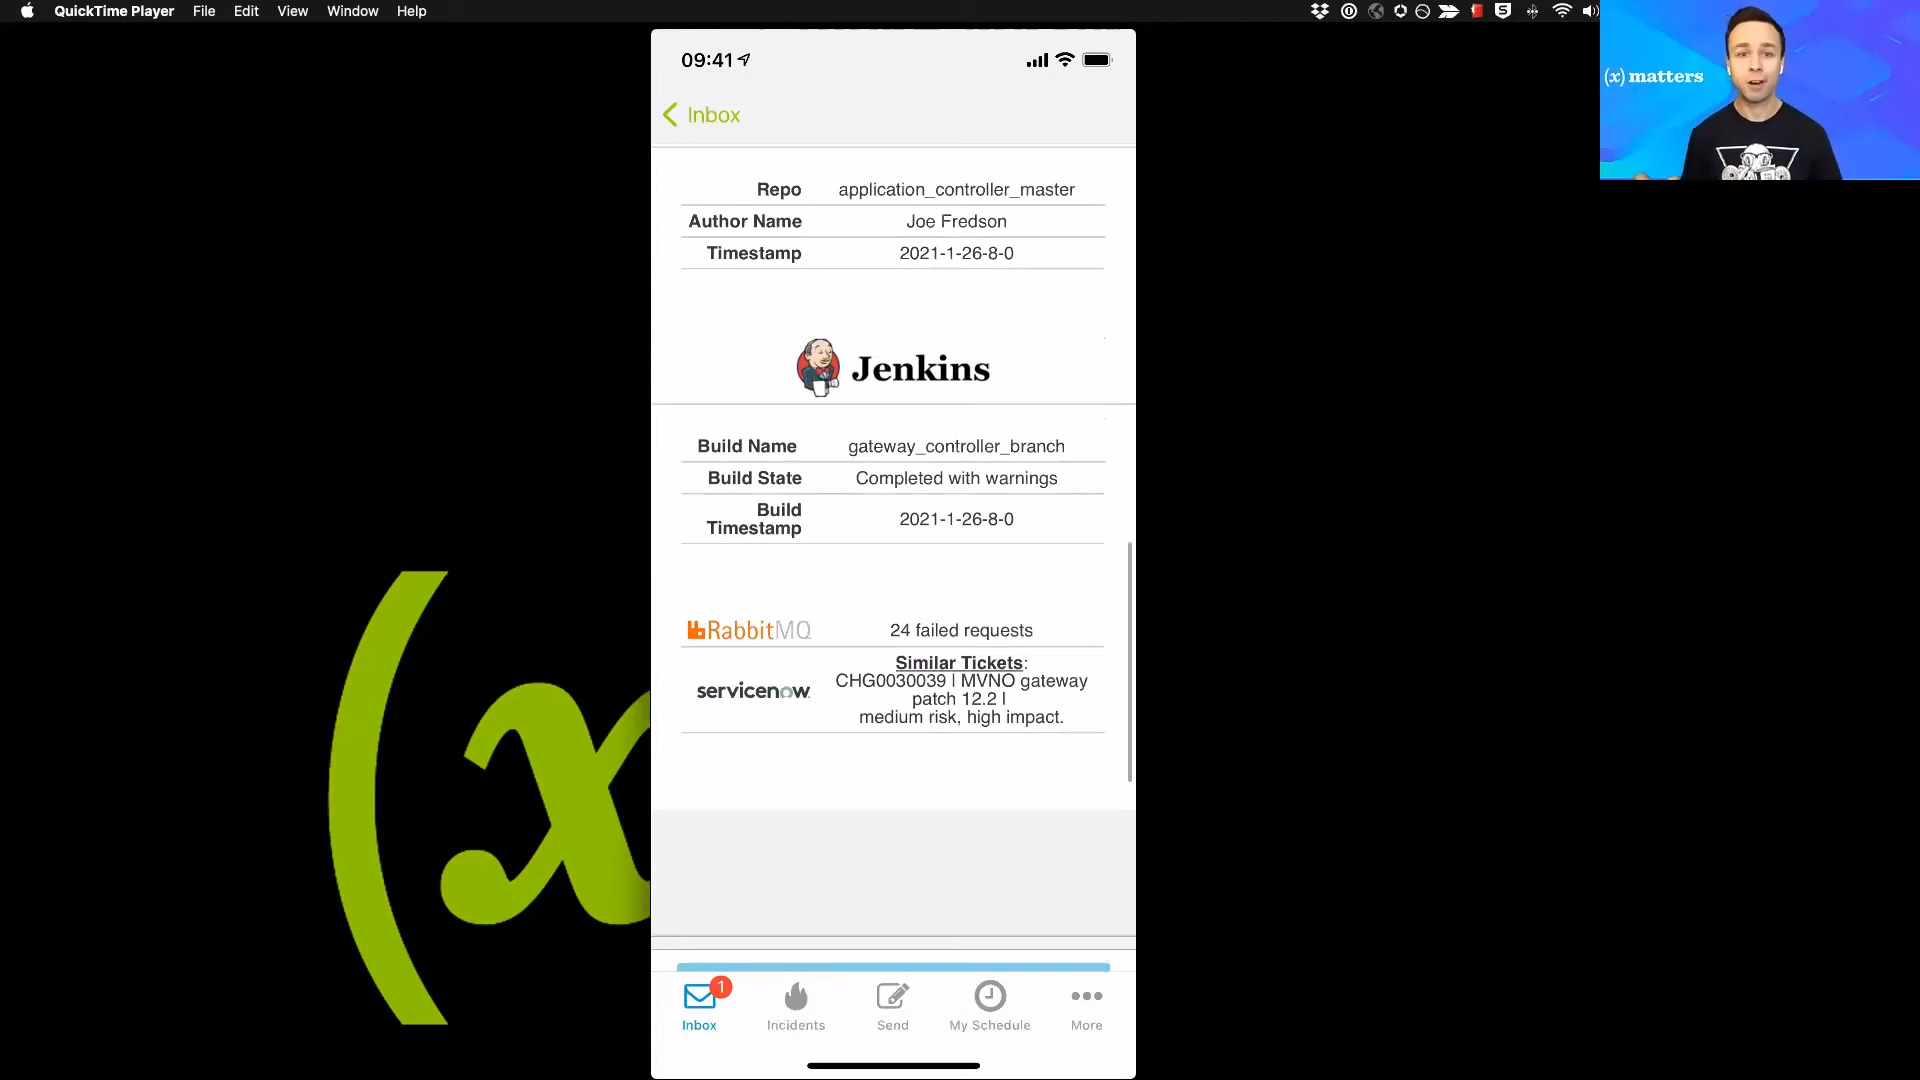 QuickTime Player File Edit View Window Help
09:41
Inbox
(x) matters
Repo application_controller_master
Author Name Joe Fredson
Timestamp 2021-1-26-8-0
Jenkins
Build Name gateway_controller_branch
Build State Completed with warnings
Build
Timestamp 2021-1-26-8-0
RabbitMQ 24 failed requests
servicenow Similar Tickets:
CHG0030039 | MVNO gateway
patch 12.2 |
medium risk, high impact.
(x
1
Inbox Incidents Send My Schedule More